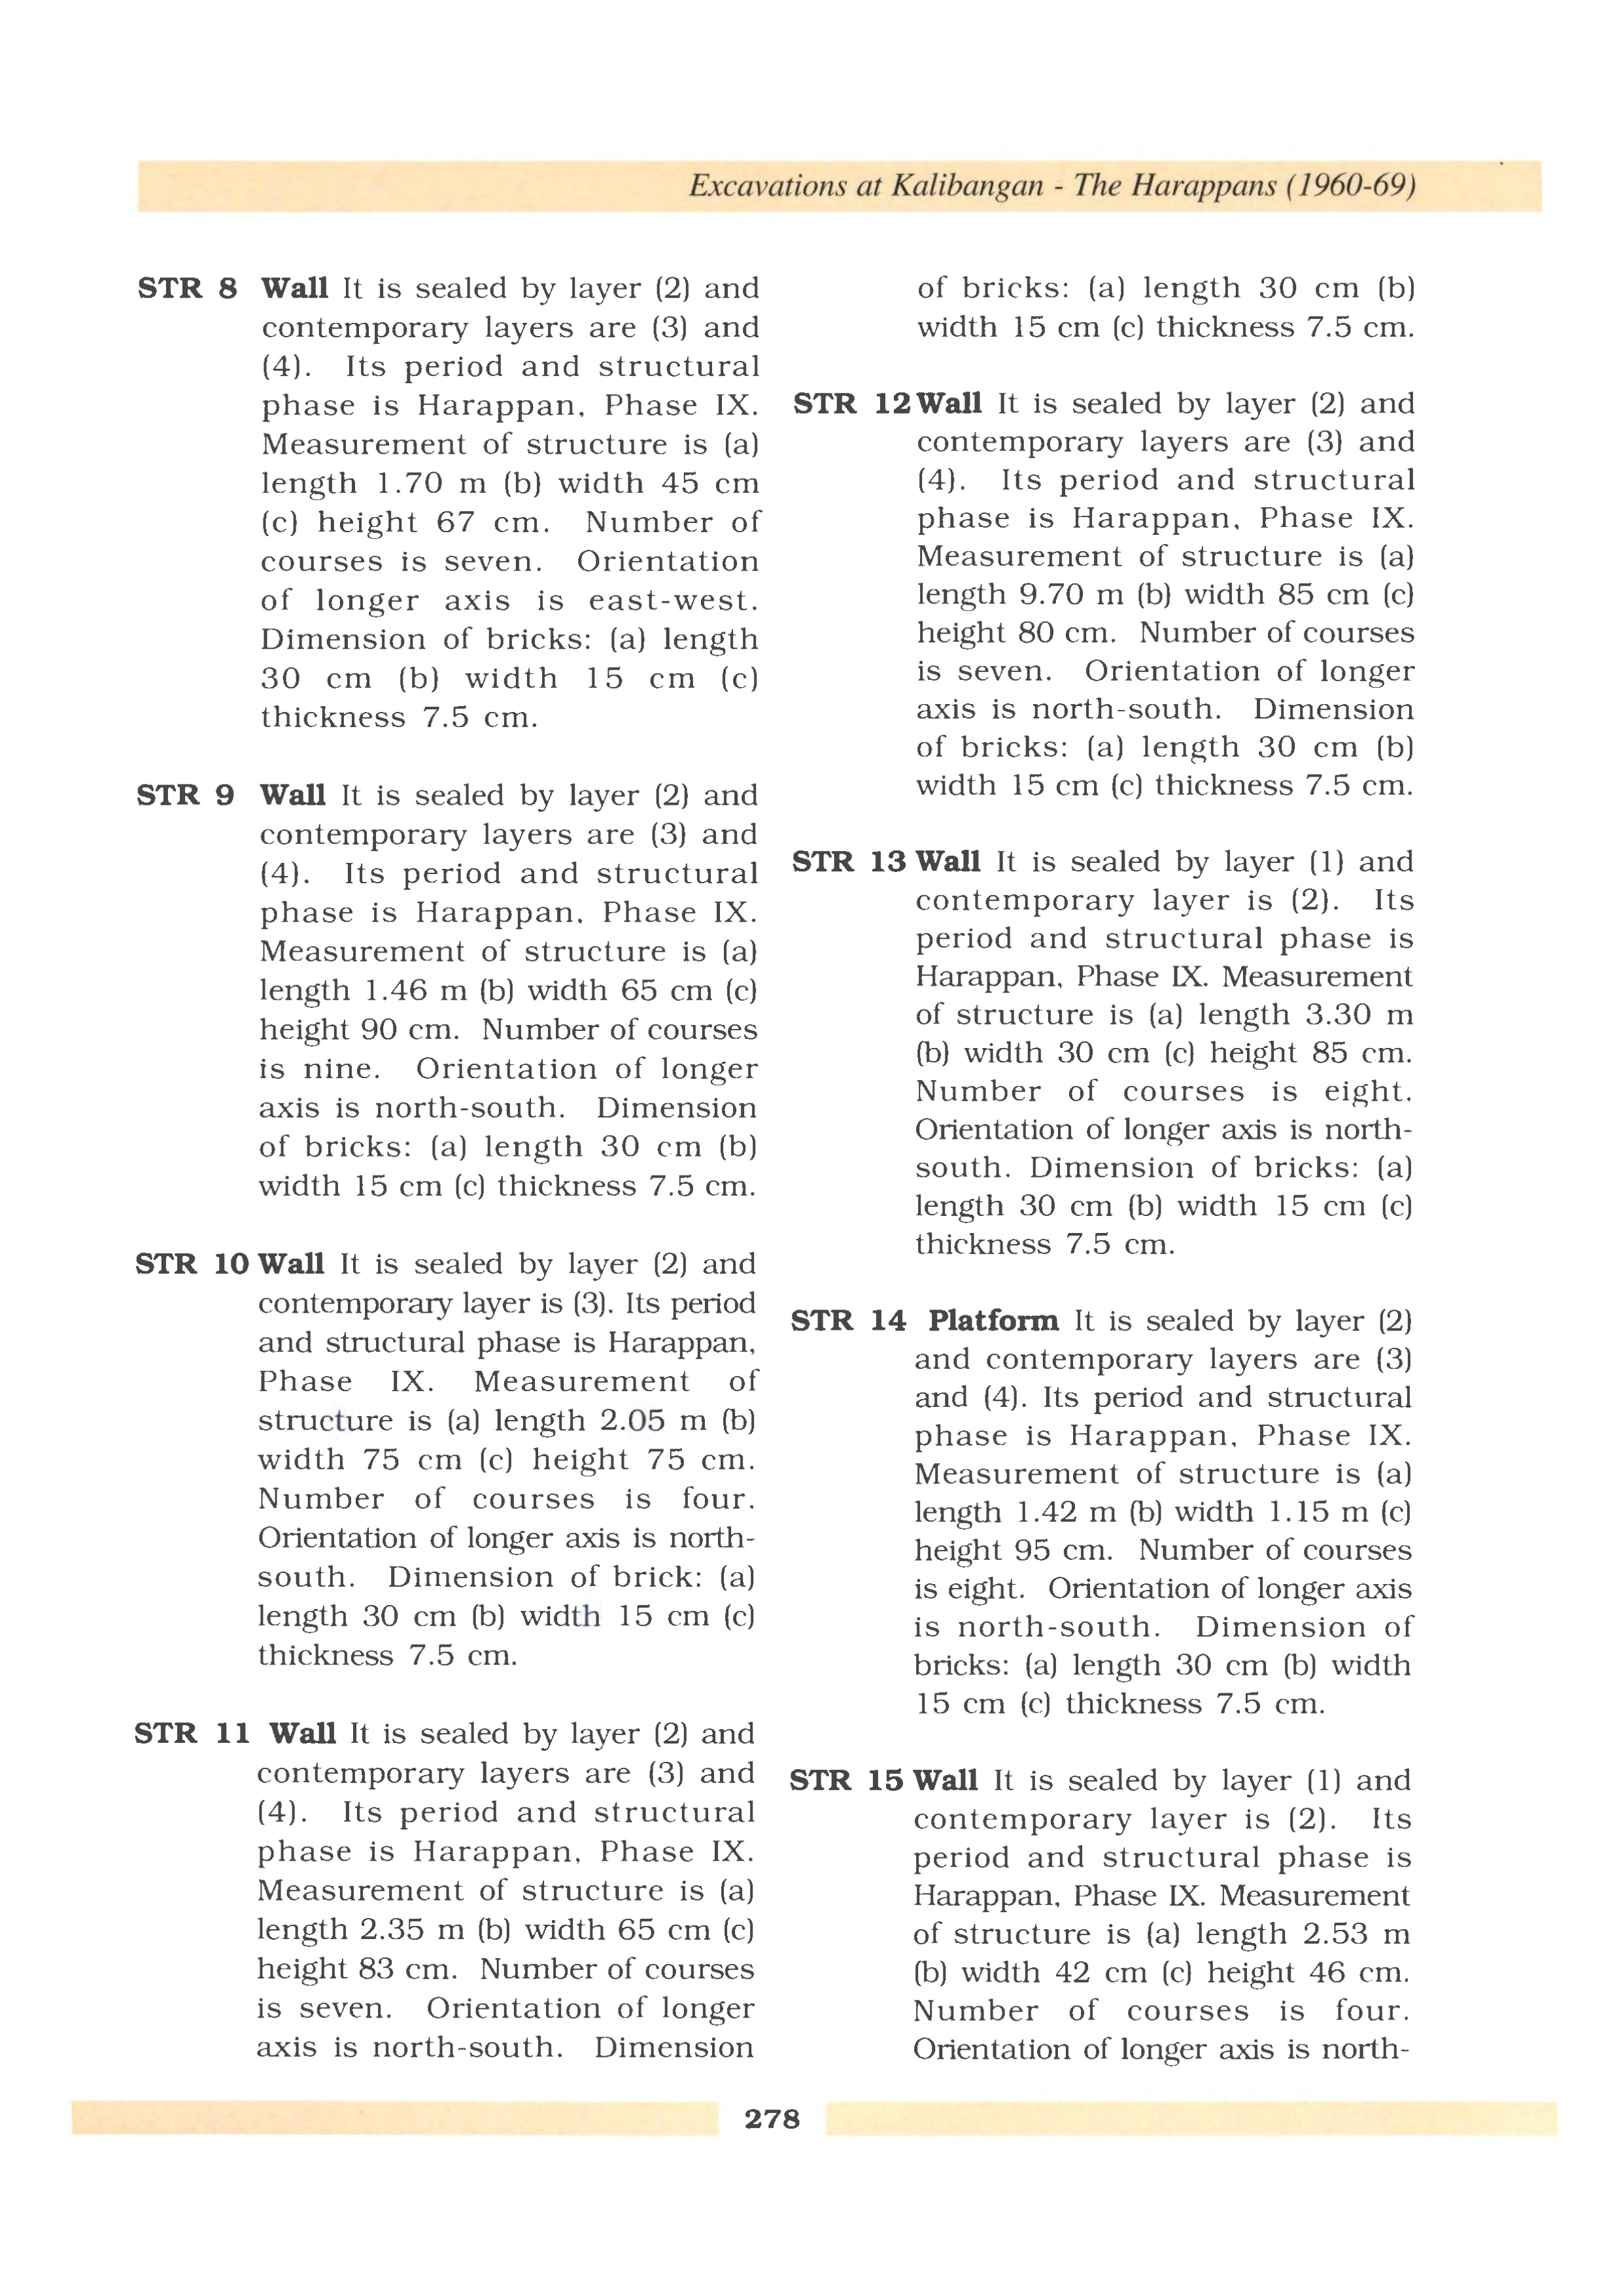 Excavations at Kalibangan - The Harappans (1960-69)
STR 8 Wall It is sealed by layer (2) and
contemporary layers are (3) and
(4). Its period and structural
phase is Harappan, Phase IX.
Measurement of structure is (a)
length 1.70 m (b) width 45 cm
(c) height 67 cm. Number of
courses is seven. Orientation
of longer axis is east-west.
Dimension of bricks: (a) length
30 cm (b) width 15 cm (c)
thickness 7.5 cm.
STR 9 Wall It is sealed by layer (2) and
contemporary layers are (3) and
(4). Its period and structural
phase is Harappan, Phase IX.
Measurement of structure is (a)
length 1.46 m (b) width 65 cm (c)
height 90 cm. Number of courses
is nine. Orientation of longer
axis is north-south. Dimension
of bricks: (a) length 30 cm (b)
width 15 cm (c) thickness 7.5 cm.
STR 10 Wall It is sealed by layer (2) and
contemporary layer is (3). Its period
and structural phase is Harappan,
Phase IX. Measurement of
structure is (a) length 2.05 m (b)
width 75 cm (c) height 75 cm.
Number of courses is four.
Orientation of longer axis is north-
south. Dimension of brick: (a)
length 30 cm (b) width 15 cm (c)
thickness 7.5 cm.
STR 11 Wall It is sealed by layer (2) and
contemporary layers are (3) and
(4). Its period and structural
phase is Harappan, Phase IX.
Measurement of structure is (a)
length 2.35 m (b) width 65 cm (c)
height 83 cm. Number of courses
is seven. Orientation of longer
axis is north-south. Dimension
of bricks: (a) length 30 cm (b)
width 15 cm (c) thickness 7.5 cm.
STR 12 Wall It is sealed by layer (2) and
contemporary layers are (3) and
(4). Its period and structural
phase is Harappan, Phase IX.
Measurement of structure is (a)
length 9.70 m (b) width 85 cm (c)
height 80 cm. Number of courses
is seven. Orientation of longer
axis is north-south. Dimension
of bricks: (a) length 30 cm (b)
width 15 cm (c) thickness 7.5 cm.
STR 13 Wall It is sealed by layer (1) and
contemporary layer is (2). Its
period and structural phase is
Harappan, Phase IX. Measurement
of structure is (a) length 3.30 m
(b) width 30 cm (c) height 85 cm.
Number of courses is eight.
Orientation of longer axis is north-
south. Dimension of bricks: (a)
length 30 cm (b) width 15 cm (c)
thickness 7.5 cm.
STR 14 Platform It is sealed by layer (2)
and contemporary layers are (3)
and (4). Its period and structural
phase is Harappan, Phase IX.
Measurement of structure is (a)
length 1.42 m (b) width 1.15 m (c)
height 95 cm. Number of courses
is eight. Orientation of longer axis
is north-south. Dimension of
bricks: (a) length 30 cm (b) width
15 cm (c) thickness 7.5 cm.
STR 15 Wall It is sealed by layer (1) and
contemporary layer is (2). Its
period and structural phase is
Harappan, Phase IX. Measurement
of structure is (a) length 2.53 m
(b) width 42 cm (c) height 46 cm.
Number of courses is four.
Orientation of longer axis is north-
278